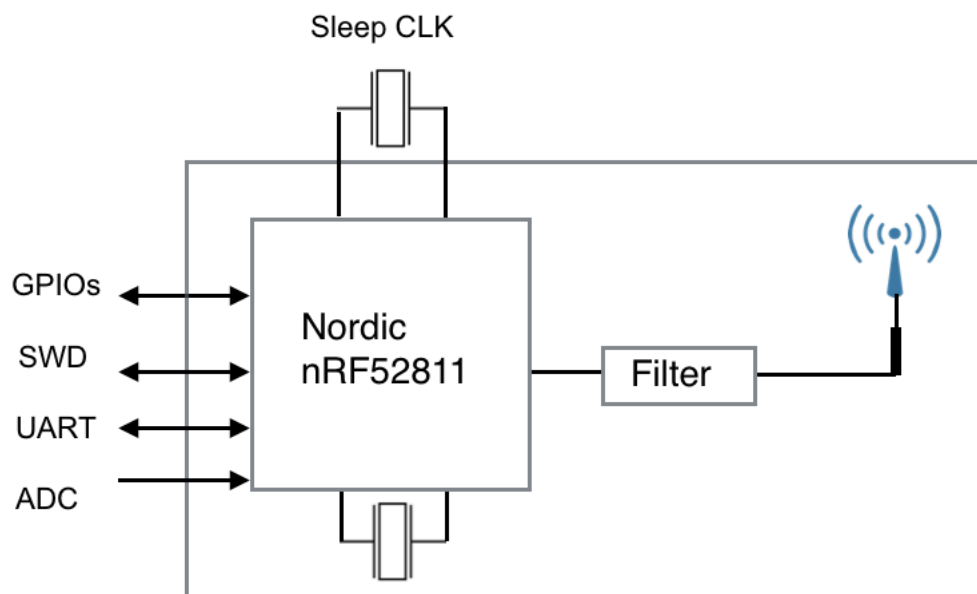 Sleep CLK
GPIOs
SWD
UART
ADC
Nordic
nRF52811
Filter